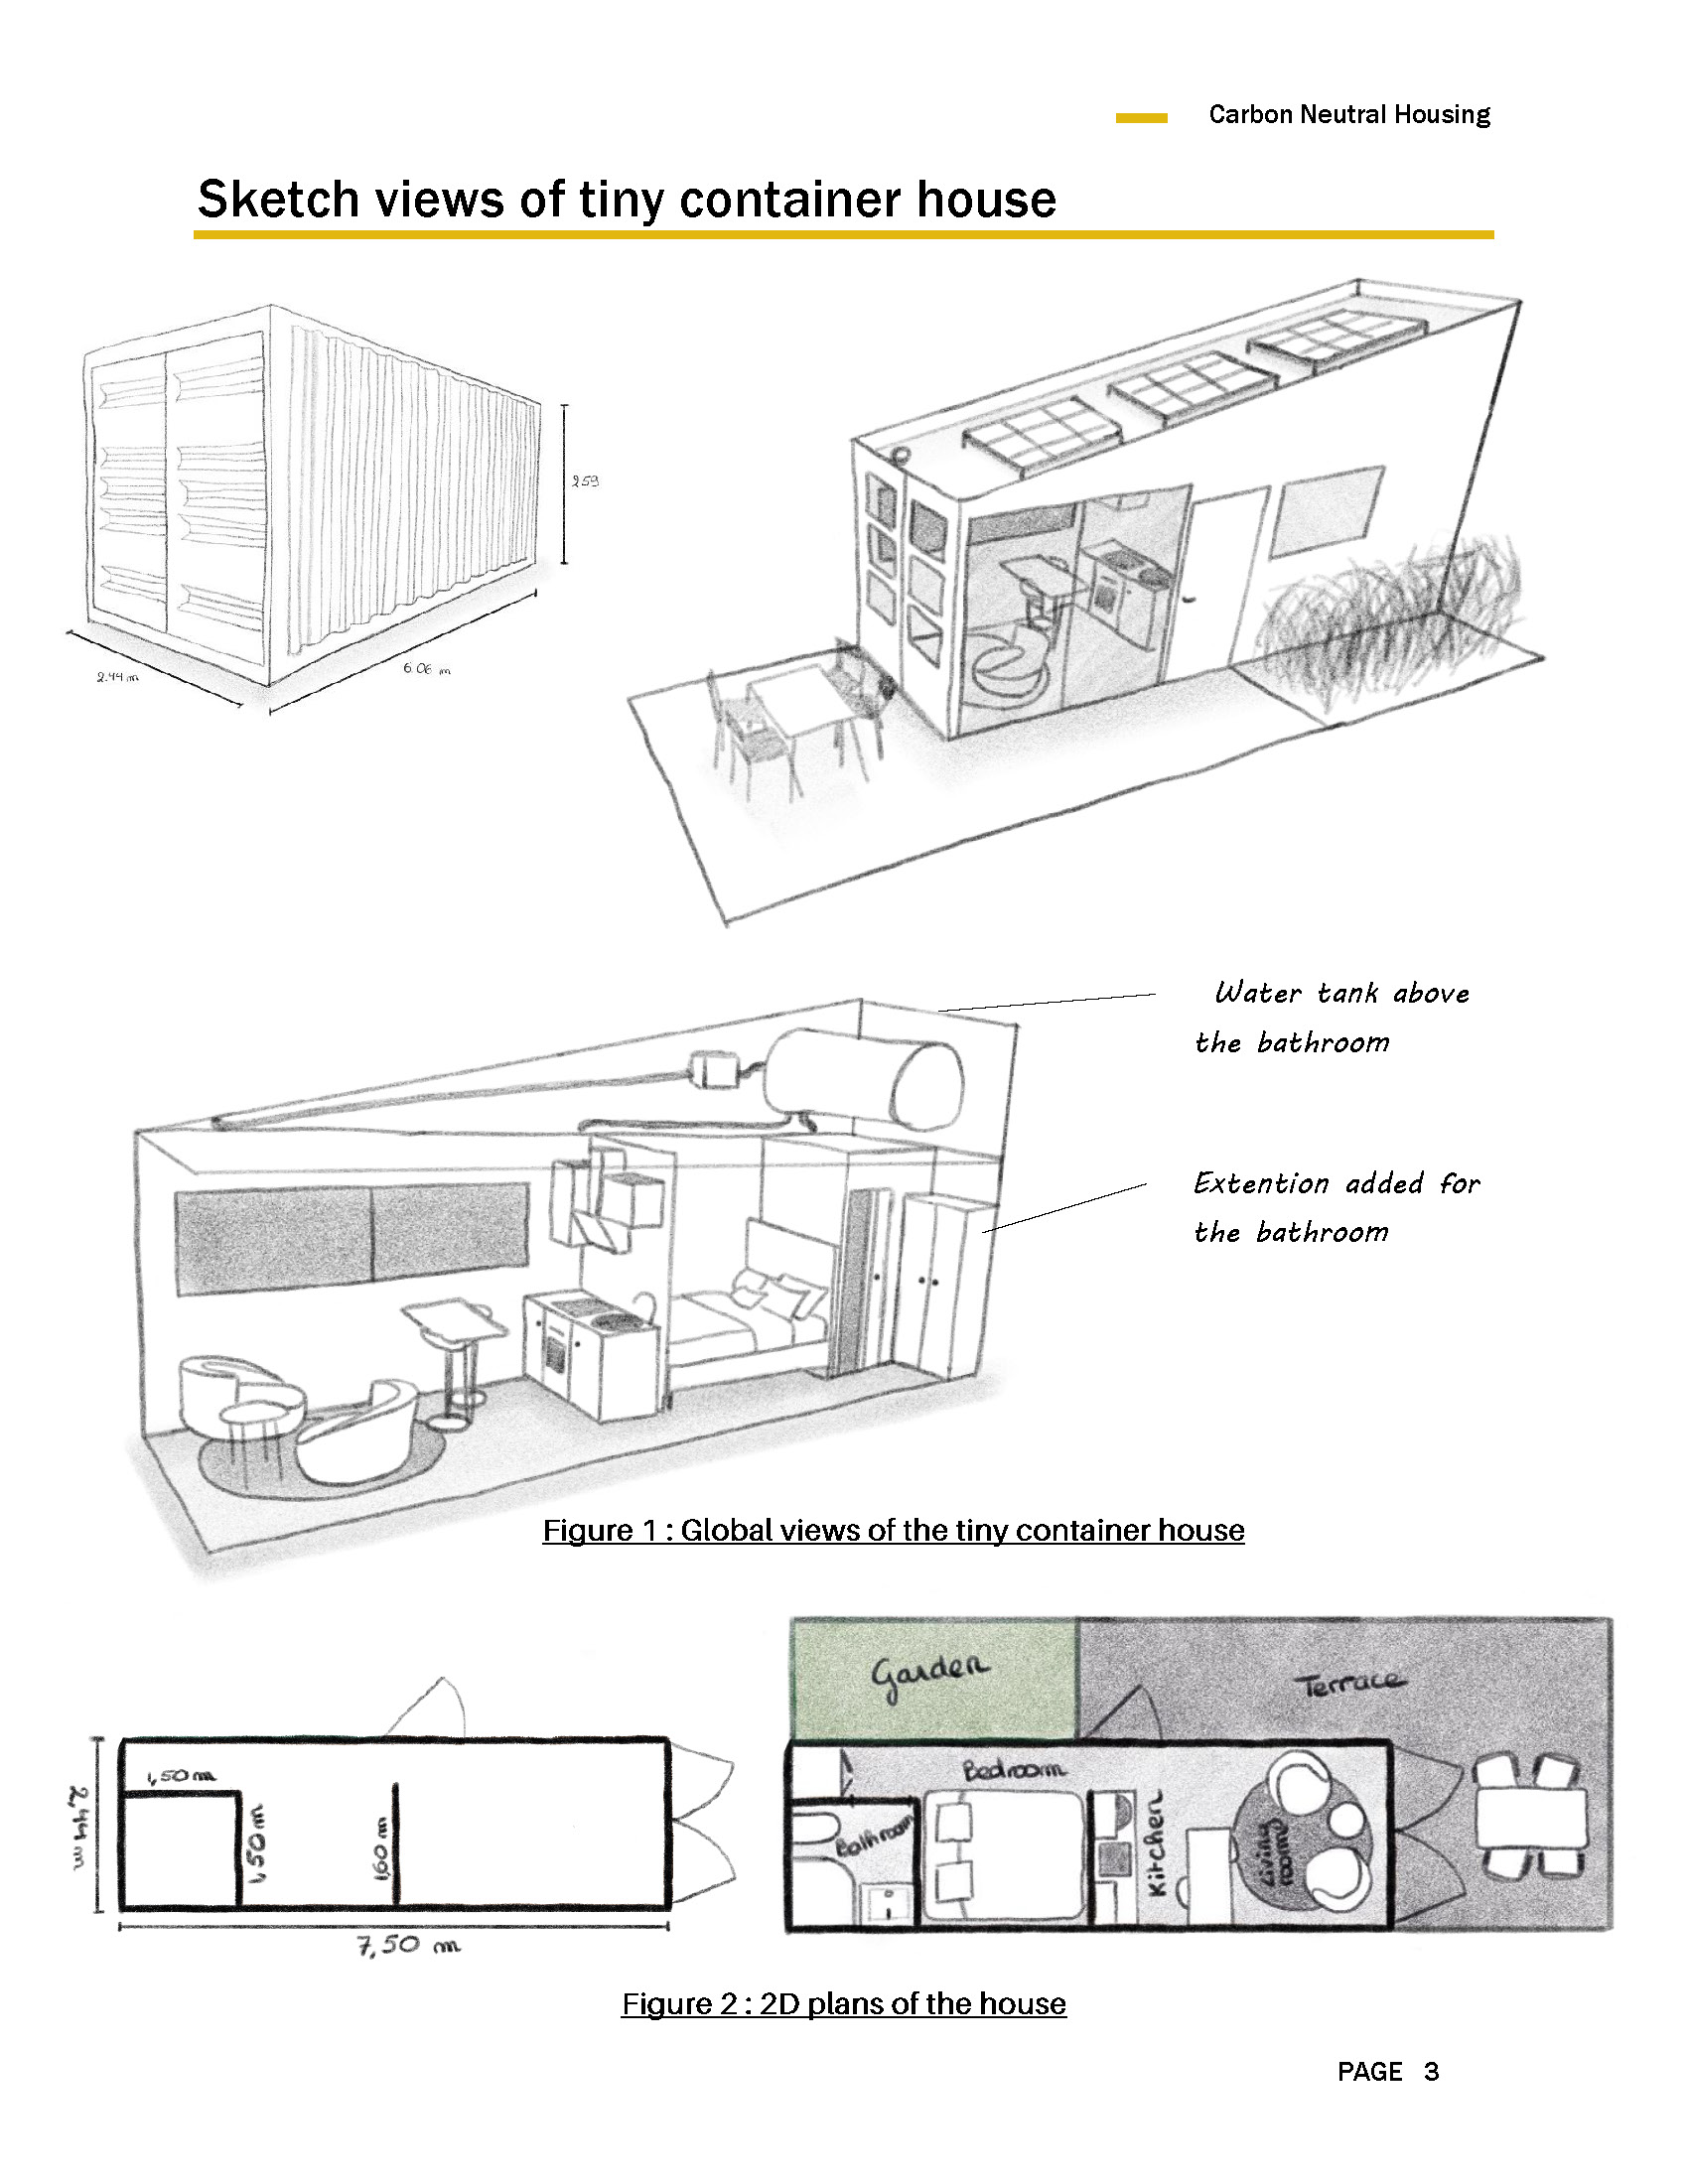 Carbon Neutral Housing
Sketch views of tiny container house
259
2.44 m
6.06 m
Water tank above
the bathroom
Extention added for
the bathroom
Figure 1 : Global views of the tiny container house
1,50 m
1,50 m
1,60 m
2,44 m
7,50 m
Garden
Terrace
Bedroom
Bathroom
Kitchen
Living
room
Figure 2 : 2D plans of the house
PAGE 3